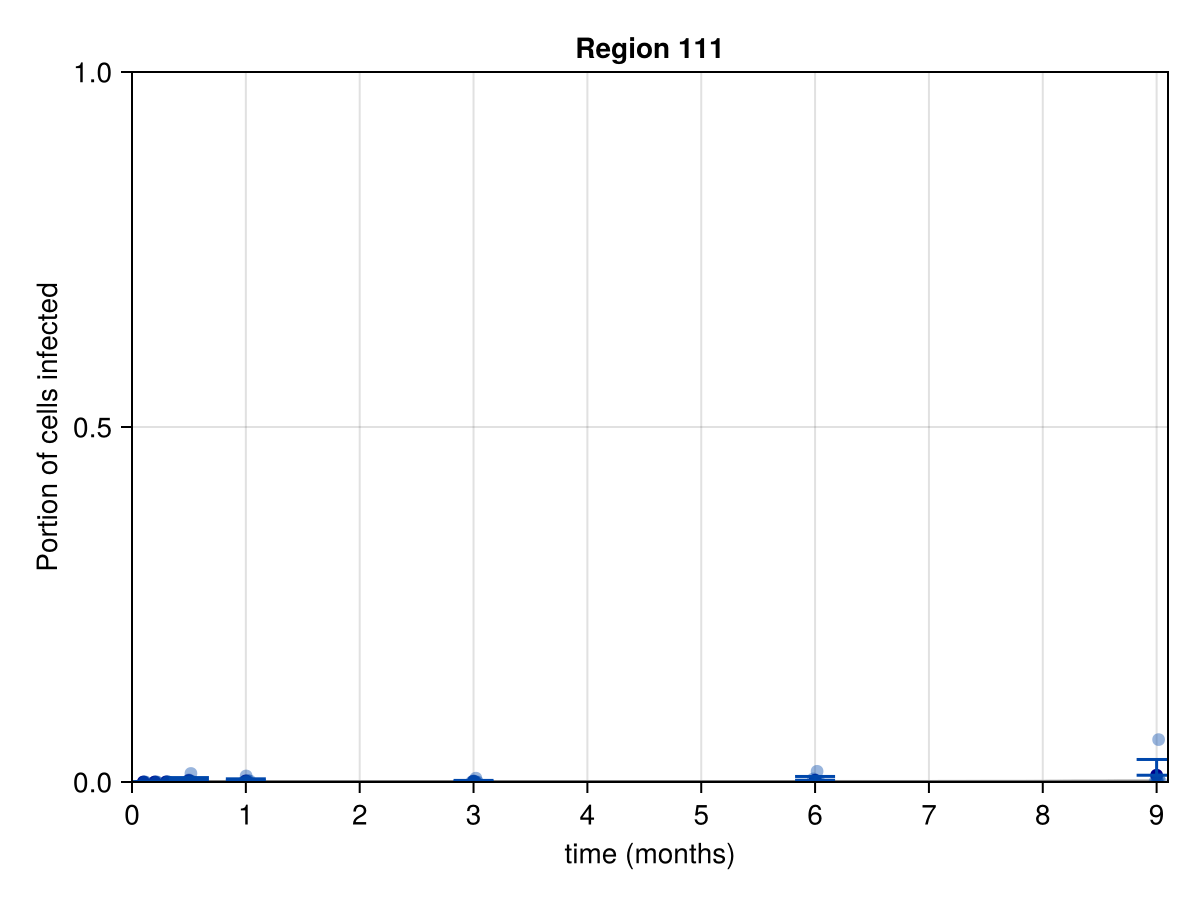 Region 111
1.0
0.5
0.0
Portion of cells infected
0 1 2 3 4 5 6 7 8 9
time (months)